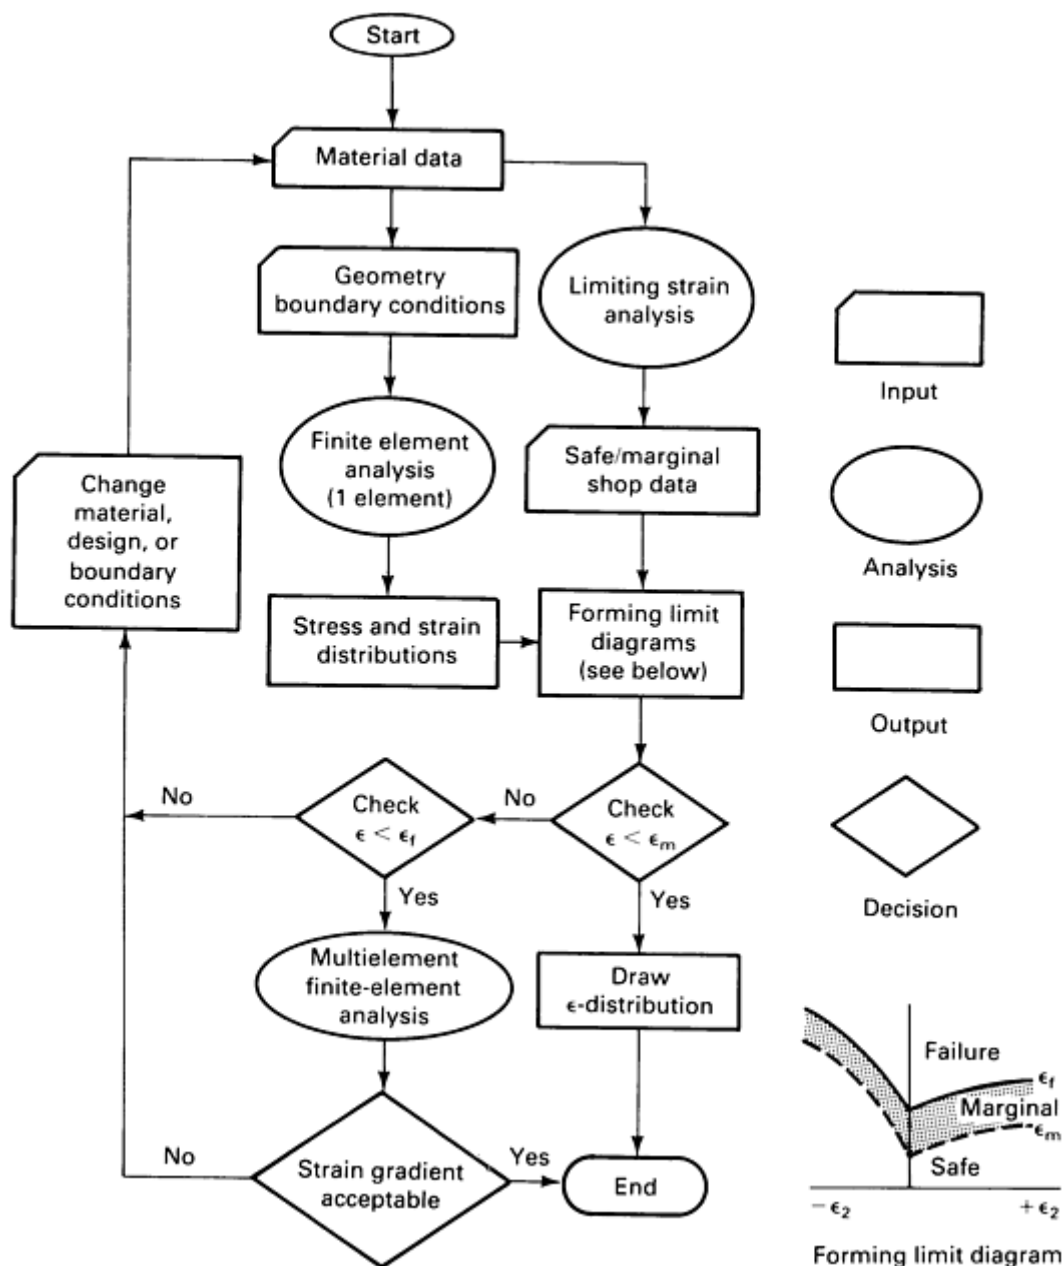 Start
Material data
Geometry
boundary conditions
Limiting strain
analysis
Input
Finite element
analysis
(1 element)
Safe/marginal
shop data
Change
material,
design, or
boundary
conditions
Analysis
Stress and strain
distributions
Forming limit
diagrams
(see below)
Output
No
Check
ϵ < ϵf
No
Check
ϵ < ϵm
Yes
Yes
Decision
Multielement
finite-element
analysis
Draw
ϵ-distribution
Failure
ϵf
Marginal
ϵm
Safe
No
Strain gradient
acceptable
Yes
End
−ϵ2
+ϵ2
Forming limit diagram